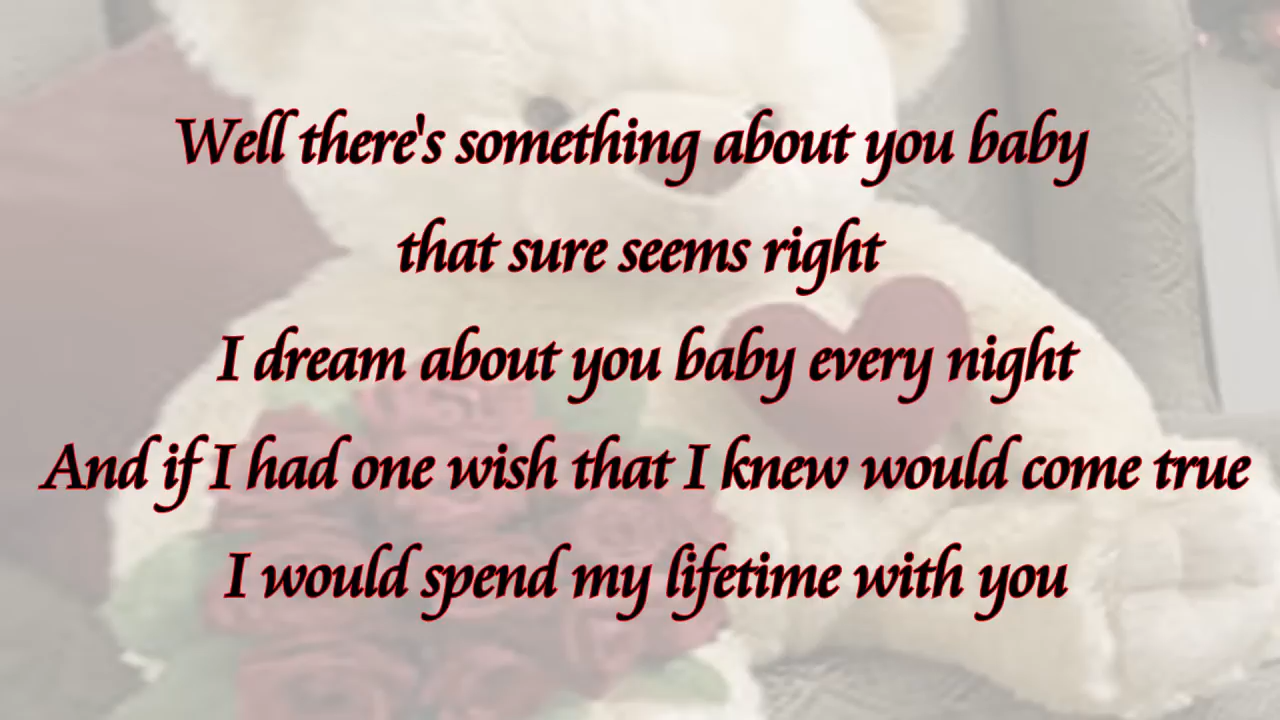 Well there's something about you baby
that sure seems right
I dream about you baby every night
And if I had one wish that I knew would come true
I would spend my lifetime with you